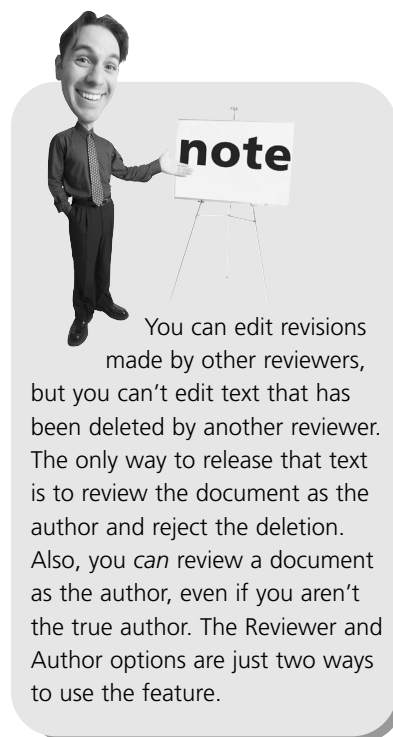 note
You can edit revisions
made by other reviewers,
but you can’t edit text that has
been deleted by another reviewer.
The only way to release that text
is to review the document as the
author and reject the deletion.
Also, you can review a document
as the author, even if you aren’t
the true author. The Reviewer and
Author options are just two ways
to use the feature.